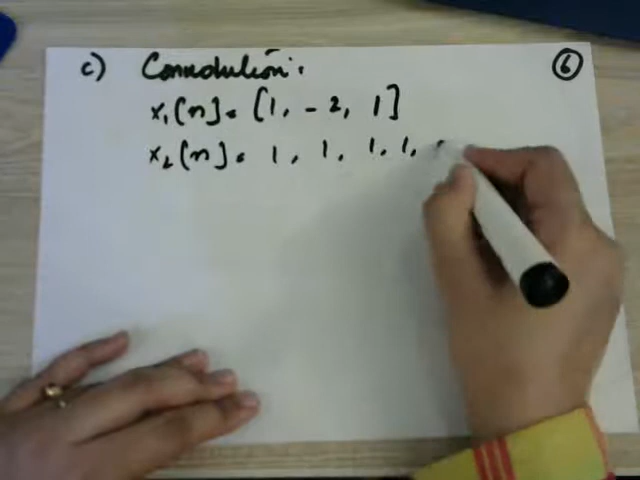 c) Convolution: 6
x₁[n] = [1, -2, 1]
x₂[n] = 1, 1, 1, 1,